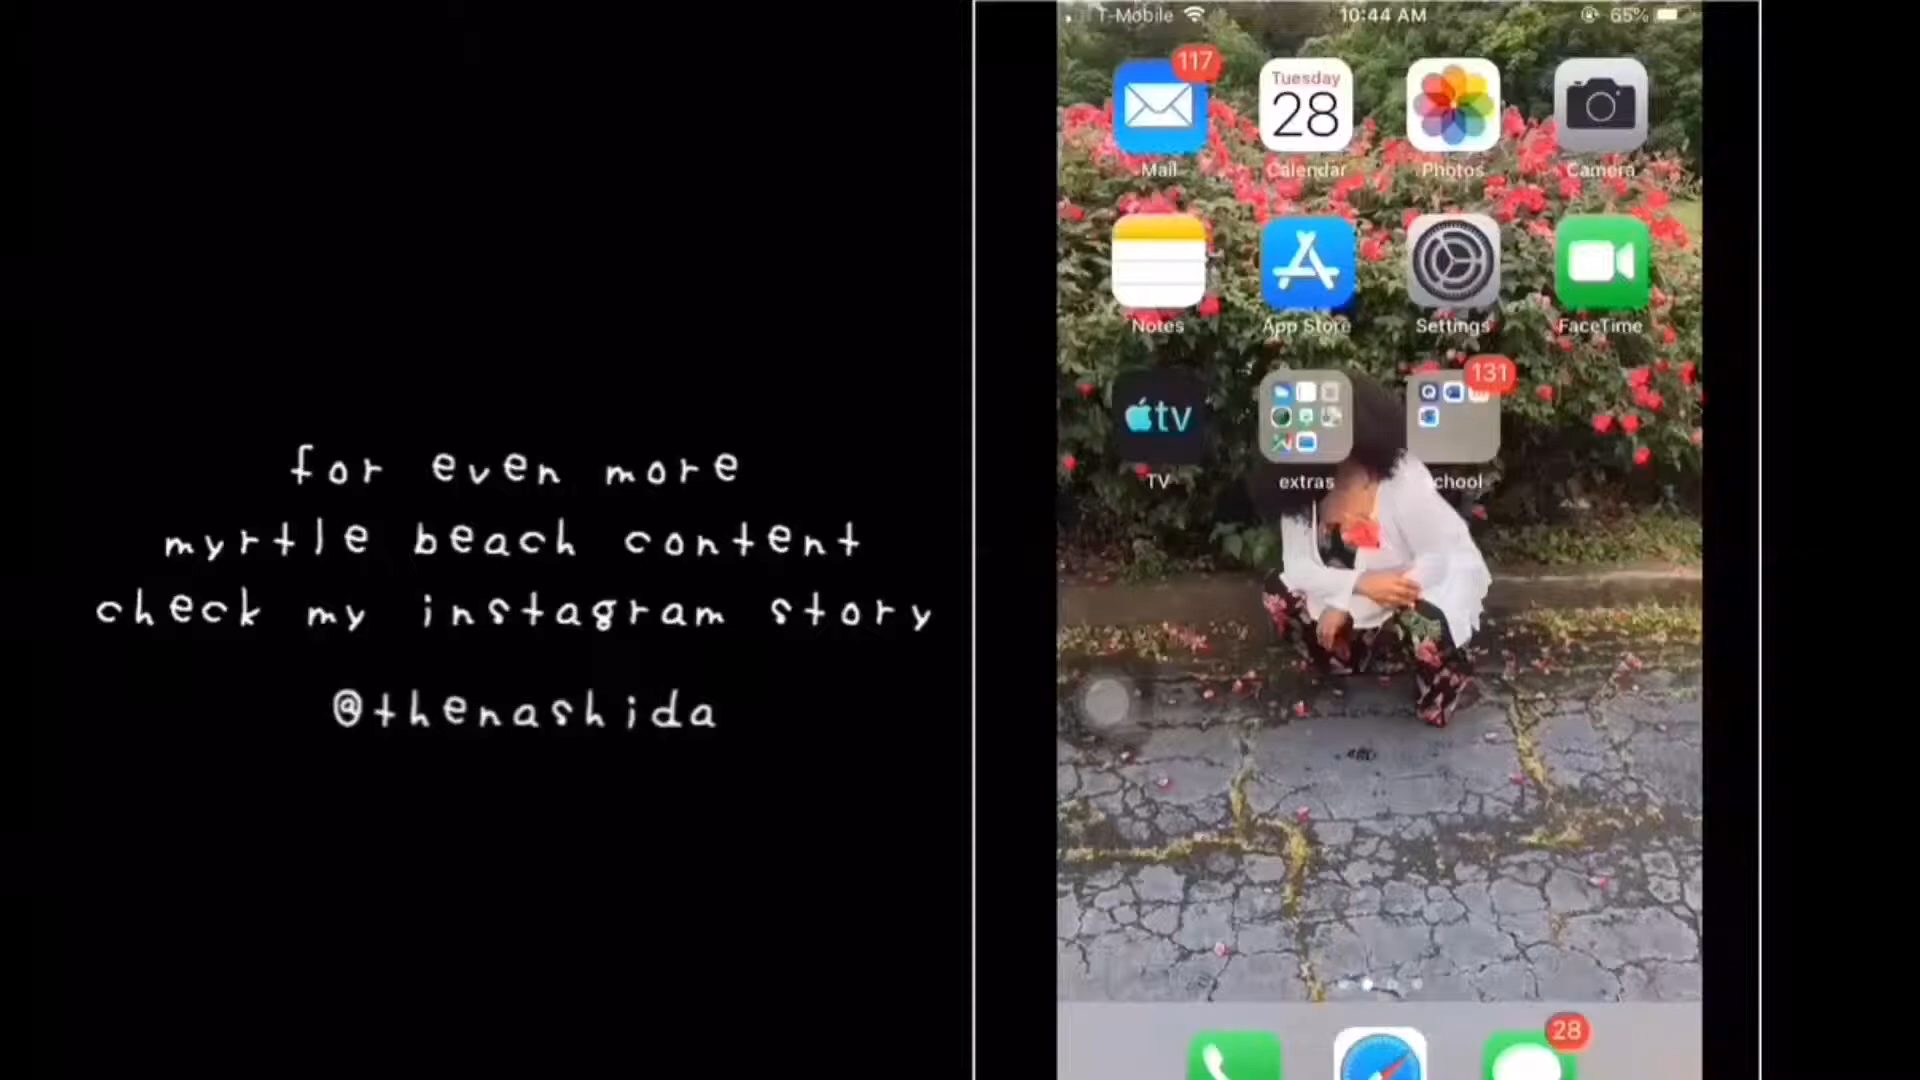 for even more
myrtle beach content
check my instagram story
@thenashida
T-Mobile 10:44 AM 65%
117
Tuesday
28
Mail Calendar Photos Camera
Notes App Store Settings FaceTime
131
tv
TV extras school
28